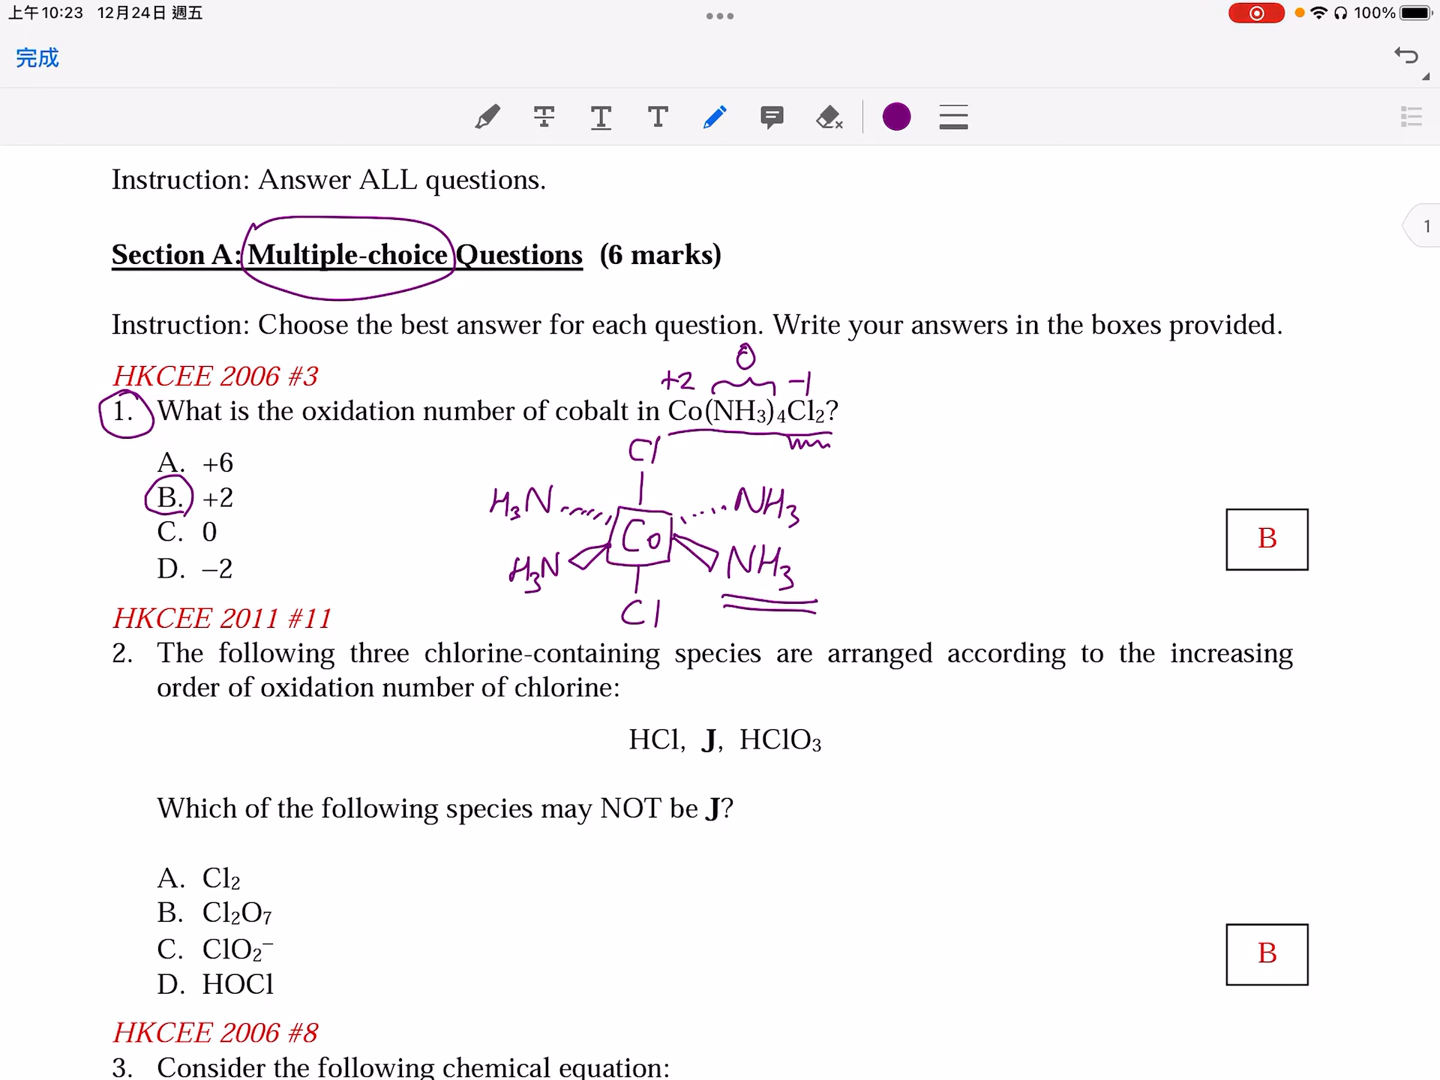 上午10:23 12月24日 週五
100%
完成
T T T
1
Instruction: Answer ALL questions.
Section A: Multiple-choice Questions (6 marks)
Instruction: Choose the best answer for each question. Write your answers in the boxes provided.
HKCEE 2006 #3
+2 0 -1
1. What is the oxidation number of cobalt in Co(NH₃)₄Cl₂?
A. +6
B. +2
C. 0
D. –2
Cl
H₃N NH₃
Co
H₃N NH₃
Cl
B
HKCEE 2011 #11
2. The following three chlorine-containing species are arranged according to the increasing
order of oxidation number of chlorine:
HCl, J, HClO₃
Which of the following species may NOT be J?
A. Cl₂
B. Cl₂O₇
C. ClO₂⁻
D. HOCl
B
HKCEE 2006 #8
3. Consider the following chemical equation: